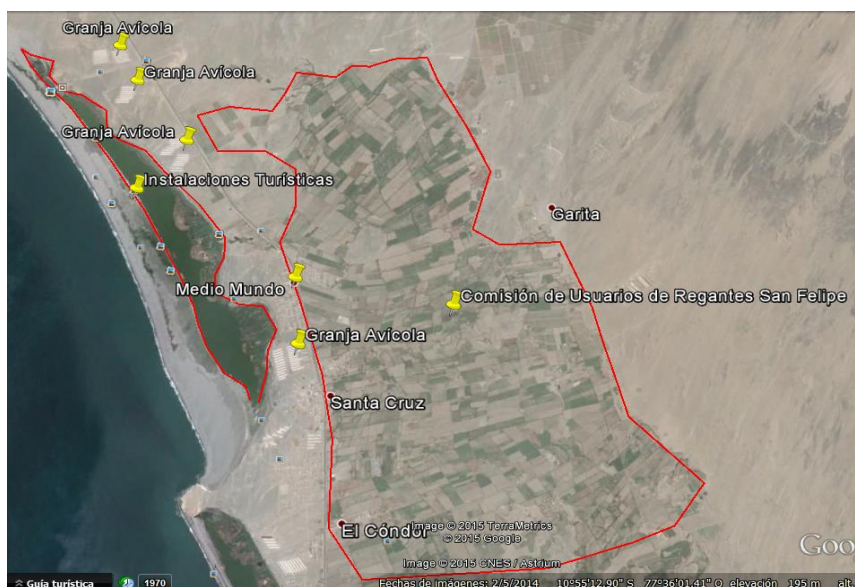 Granja Avícola
Granja Avícola
Granja Avícola
Instalaciones Turísticas
Garita
Medio Mundo
Comisión de Usuarios de Regantes San Felipe
Granja Avícola
Santa Cruz
El Cóndor
Image © 2015 TerraMetrics
© 2015 Google
Image © 2015 CNES / Astrium
Goo
Guía turística
1970
Fechas de imágenes: 2/5/2014 10°55'12.90" S 77°36'01.41" O elevación 195 m alt